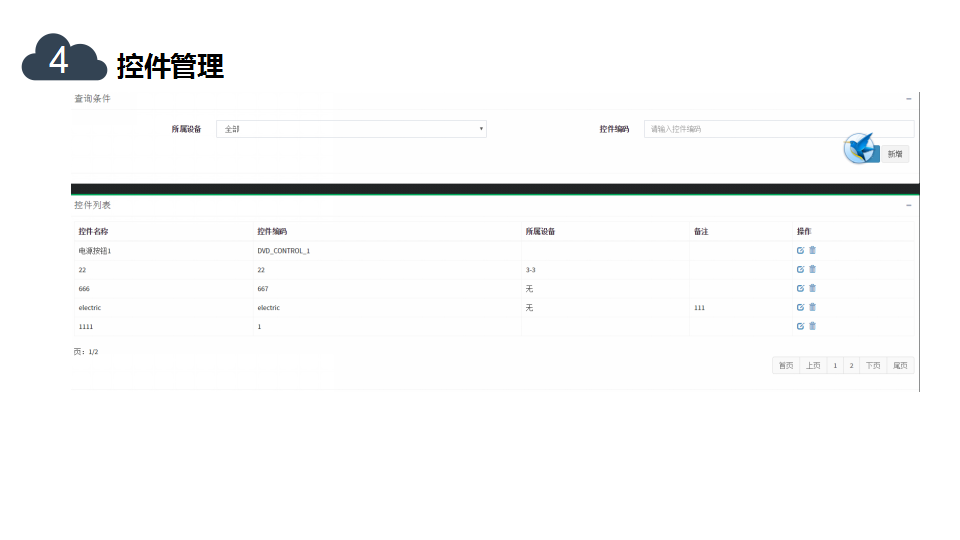 4 控件管理
查询条件
所属设备 全部 控件编码 请输入控件编码
新增
控件列表
控件名称 控件编码 所属设备 备注 操作
电源按钮1 DVD_CONTROL_1
22 22 3-3
666 667 无
electric electric 无 111
1111 1
页：1/2
首页 上页 1 2 下页 尾页